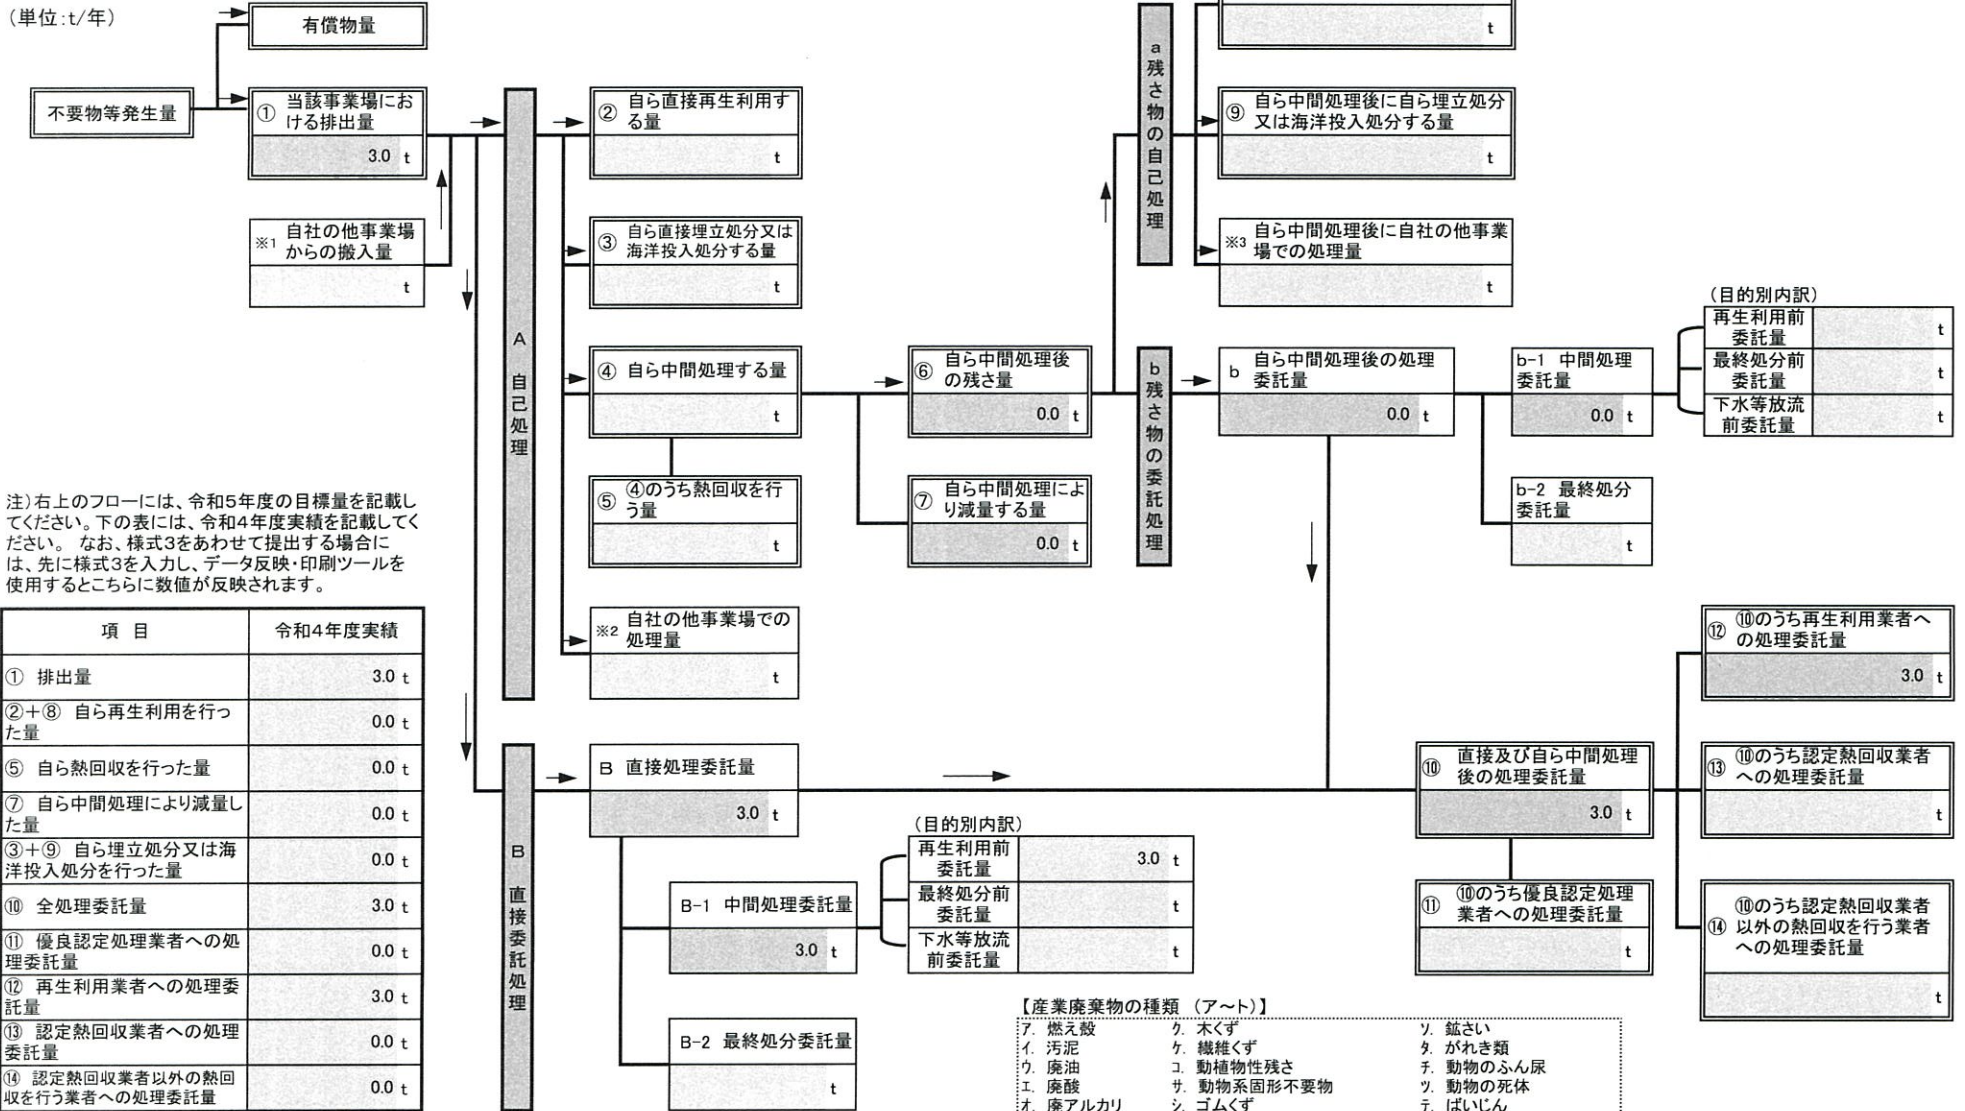 (単位:t/年)
有償物量
t
不要物等発生量
① 当該事業場にお
ける排出量
3.0 t
※1 自社の他事業場
からの搬入量
t
A 自己処理
② 自ら直接再生利用す
る量
t
③ 自ら直接埋立処分又は
海洋投入処分する量
t
④ 自ら中間処理する量
t
⑤ ④のうち熱回収を行
う量
t
※2 自社の他事業場での
処理量
t
⑥ 自ら中間処理後
の残さ量
0.0 t
⑦ 自ら中間処理によ
り減量する量
0.0 t
a 残さ物の自己処理
⑨ 自ら中間処理後に自ら埋立処分
又は海洋投入処分する量
t
※3 自ら中間処理後に自社の他事業
場での処理量
t
b 残さ物の委託処理
b 自ら中間処理後の処理
委託量
0.0 t
b-1 中間処理
委託量
0.0 t
b-2 最終処分
委託量
t
(目的別内訳)
再生利用前
委託量
t
最終処分前
委託量
t
下水等放流
前委託量
t
注)右上のフローには、令和5年度の目標量を記載し
てください。下の表には、令和4年度実績を記載してく
ださい。 なお、様式3をあわせて提出する場合に
は、先に様式3を入力し、データ反映・印刷ツールを
使用するとこちらに数値が反映されます。
項 目 令和4年度実績
① 排出量 3.0 t
②+⑧ 自ら再生利用を行っ
た量 0.0 t
⑤ 自ら熱回収を行った量 0.0 t
⑦ 自ら中間処理により減量し
た量 0.0 t
③+⑨ 自ら埋立処分又は海
洋投入処分を行った量 0.0 t
⑩ 全処理委託量 3.0 t
⑪ 優良認定処理業者への処
理委託量 0.0 t
⑫ 再生利用業者への処理委
託量 3.0 t
⑬ 認定熱回収業者への処理
委託量 0.0 t
⑭ 認定熱回収業者以外の熱回
収を行う業者への処理委託量 0.0 t
B 直接委託処理
B 直接処理委託量
3.0 t
B-1 中間処理委託量
3.0 t
B-2 最終処分委託量
t
(目的別内訳)
再生利用前
委託量
3.0 t
最終処分前
委託量
t
下水等放流
前委託量
t
⑩ 直接及び自ら中間処理
後の処理委託量
3.0 t
⑪ ⑩のうち優良認定処理
業者への処理委託量
t
⑫ ⑩のうち再生利用業者へ
の処理委託量
3.0 t
⑬ ⑩のうち認定熱回収業者
への処理委託量
t
⑭ ⑩のうち認定熱回収業者
以外の熱回収を行う業者
への処理委託量
t
【産業廃棄物の種類 (ア~ト)】
ア. 燃え殻 ク. 木くず ソ. 鉱さい
イ. 汚泥 ケ. 繊維くず タ. がれき類
ウ. 廃油 コ. 動植物性残さ チ. 動物のふん尿
エ. 廃酸 サ. 動物系固形不要物 ツ. 動物の死体
オ. 廃アルカリ シ. ゴムくず テ. ばいじん